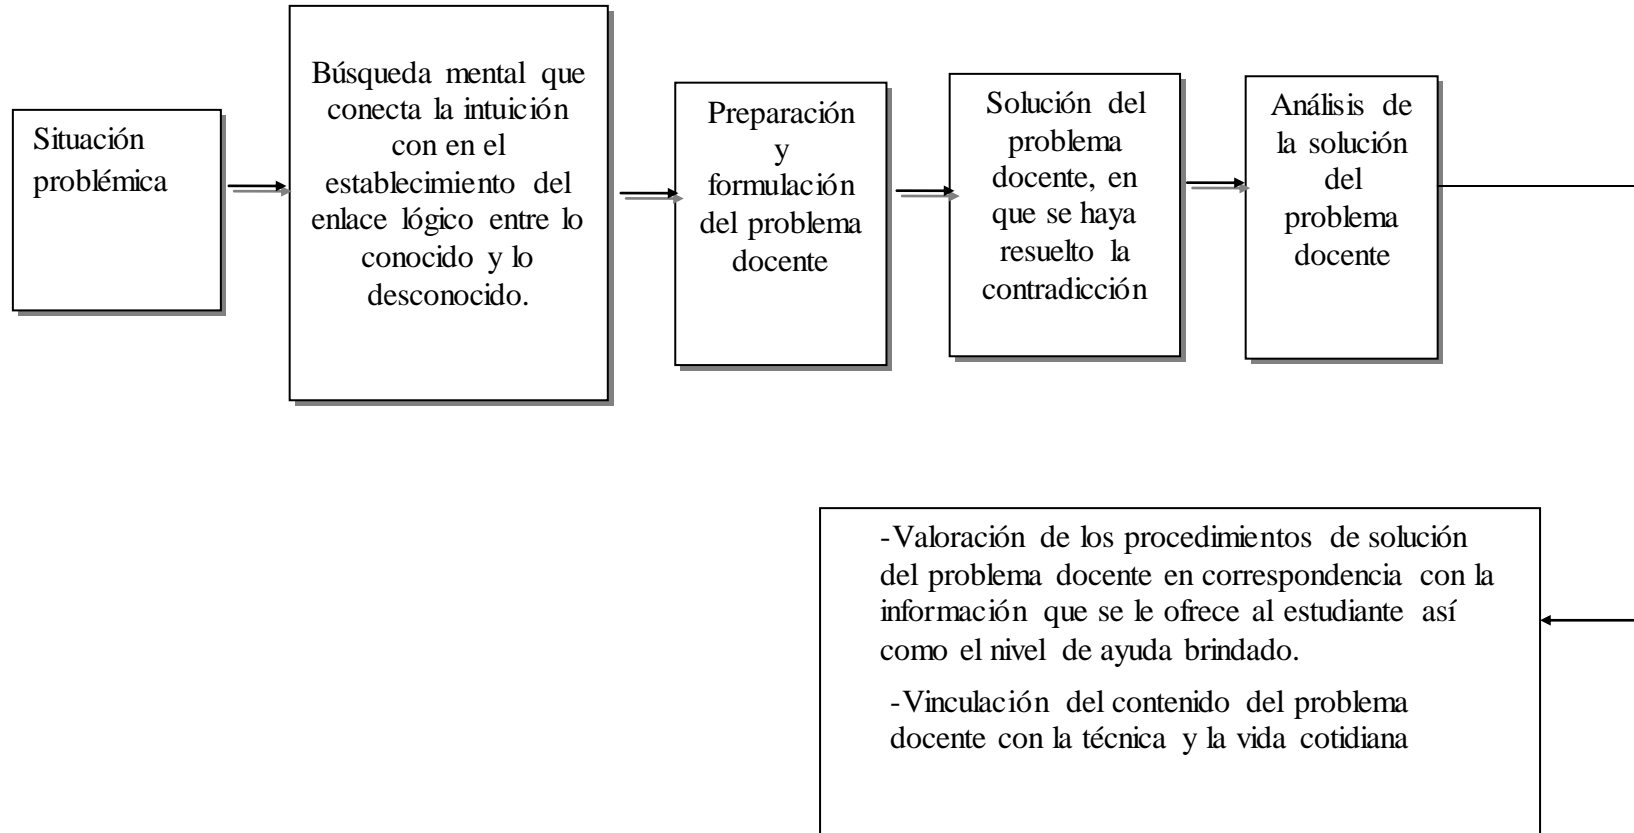 Situación
problémica
Búsqueda mental que
conecta la intuición
con en el
establecimiento del
enlace lógico entre lo
conocido y lo
desconocido.
Preparación
y
formulación
del problema
docente
Solución del
problema
docente, en
que se haya
resuelto la
contradicción
Análisis de
la solución
del
problema
docente
-Valoración de los procedimientos de solución
del problema docente en correspondencia con la
información que se le ofrece al estudiante así
como el nivel de ayuda brindado.
-Vinculación del contenido del problema
docente con la técnica y la vida cotidiana